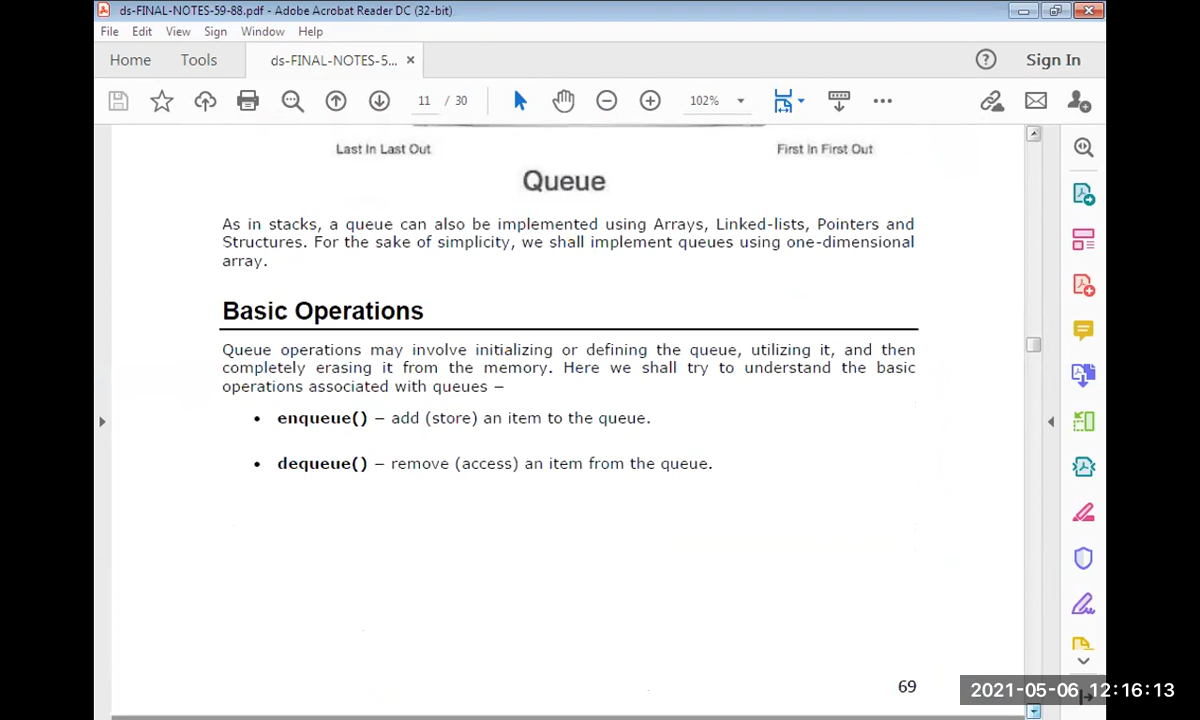 ds-FINAL-NOTES-59-88.pdf - Adobe Acrobat Reader DC (32-bit)
File Edit View Sign Window Help
Home Tools ds-FINAL-NOTES-5... × Sign In
11 / 30 102%
Last In Last Out First In First Out
Queue
As in stacks, a queue can also be implemented using Arrays, Linked-lists, Pointers and
Structures. For the sake of simplicity, we shall implement queues using one-dimensional
array.
Basic Operations
Queue operations may involve initializing or defining the queue, utilizing it, and then
completely erasing it from the memory. Here we shall try to understand the basic
operations associated with queues –
• enqueue() – add (store) an item to the queue.
• dequeue() – remove (access) an item from the queue.
69
2021-05-06 12:16:13